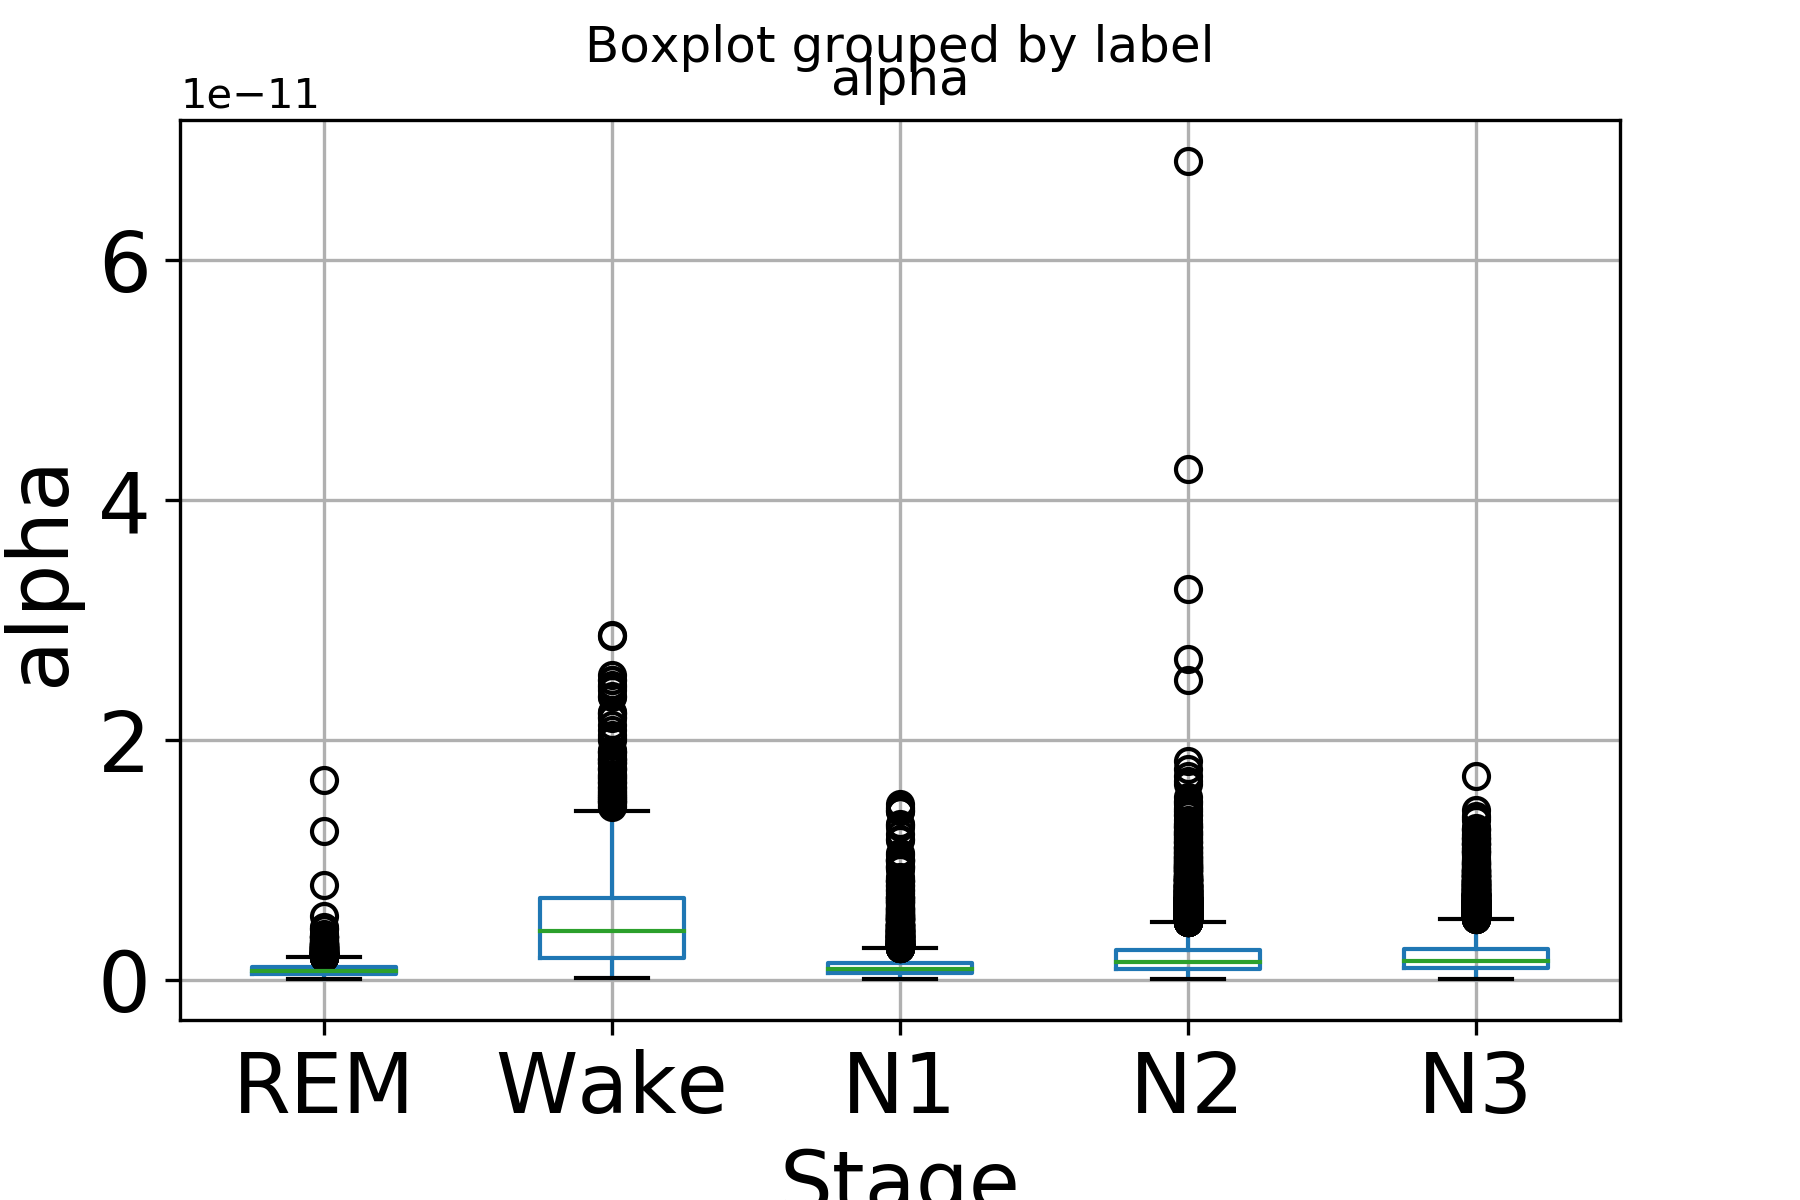 Boxplot grouped by label
alpha
1e−11
6
4
2
0
alpha
REM Wake N1 N2 N3
Stage